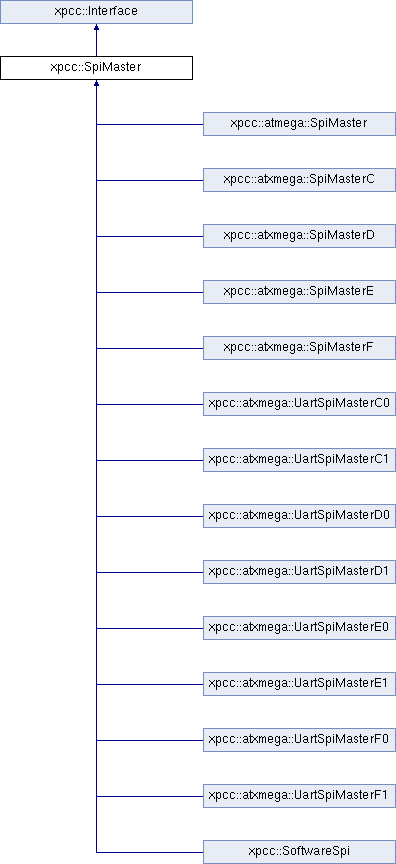 xpcc::Interface
xpcc::SpiMaster
xpcc::atmega::SpiMaster
xpcc::atxmega::SpiMasterC
xpcc::atxmega::SpiMasterD
xpcc::atxmega::SpiMasterE
xpcc::atxmega::SpiMasterF
xpcc::atxmega::UartSpiMasterC0
xpcc::atxmega::UartSpiMasterC1
xpcc::atxmega::UartSpiMasterD0
xpcc::atxmega::UartSpiMasterD1
xpcc::atxmega::UartSpiMasterE0
xpcc::atxmega::UartSpiMasterE1
xpcc::atxmega::UartSpiMasterF0
xpcc::atxmega::UartSpiMasterF1
xpcc::SoftwareSpi